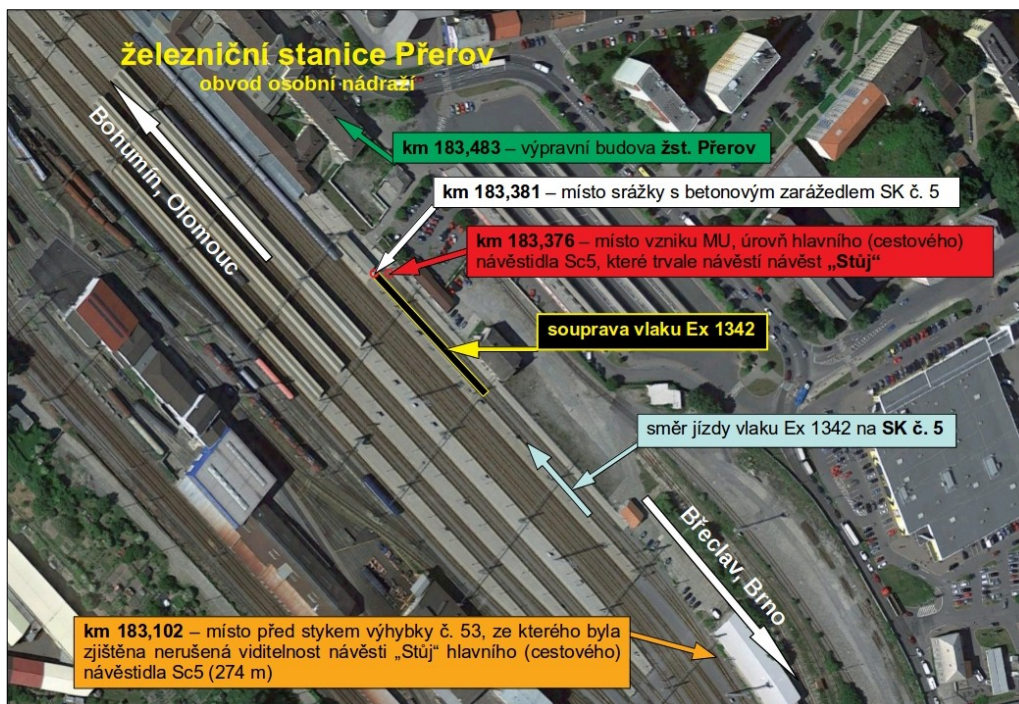 železniční stanice Přerov
obvod osobní nádraží
Bohumín, Olomouc
km 183,483 – výpravní budova žst. Přerov
km 183,381 – místo srážky s betonovým zarážedlem SK č. 5
km 183,376 – místo vzniku MU, úrovň hlavního (cestového)
návěstidla Sc5, které trvale návěstí návěst „Stůj“
souprava vlaku Ex 1342
směr jízdy vlaku Ex 1342 na SK č. 5
Břeclav, Brno
km 183,102 – místo před stykem výhybky č. 53, ze kterého byla
zjištěna nerušená viditelnost návěsti „Stůj“ hlavního (cestového)
návěstidla Sc5 (274 m)